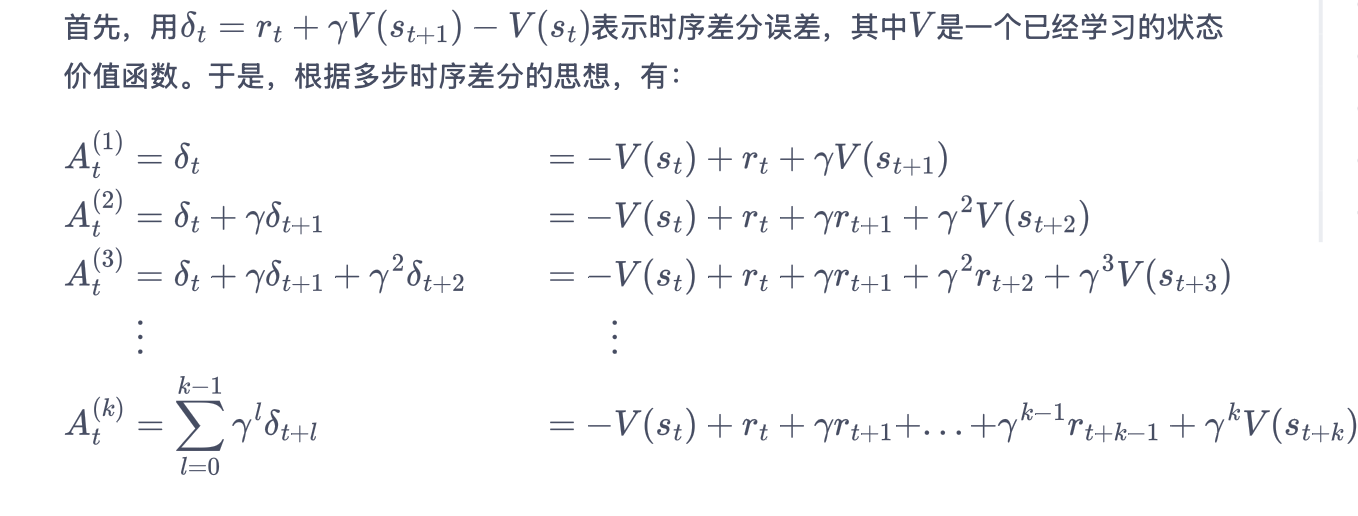 首先，用$\delta_t = r_t + \gamma V(s_{t+1}) - V(s_t)$表示时序差分误差，其中$V$是一个已经学习的状态
价值函数。于是，根据多步时序差分的思想，有：
$A_t^{(1)} = \delta_t \qquad = -V(s_t) + r_t + \gamma V(s_{t+1})$
$A_t^{(2)} = \delta_t + \gamma \delta_{t+1} \qquad = -V(s_t) + r_t + \gamma r_{t+1} + \gamma^2 V(s_{t+2})$
$A_t^{(3)} = \delta_t + \gamma \delta_{t+1} + \gamma^2 \delta_{t+2} \qquad = -V(s_t) + r_t + \gamma r_{t+1} + \gamma^2 r_{t+2} + \gamma^3 V(s_{t+3})$
$\vdots \qquad \vdots$
$A_t^{(k)} = \sum_{l=0}^{k-1} \gamma^l \delta_{t+l} \qquad = -V(s_t) + r_t + \gamma r_{t+1} + \ldots + \gamma^{k-1} r_{t+k-1} + \gamma^k V(s_{t+k})$